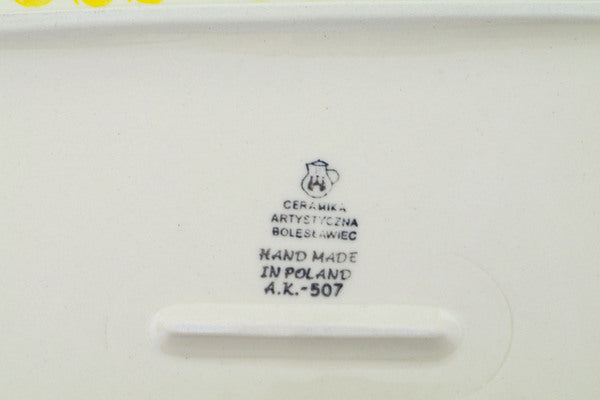 CERAMIKA
ARTYSTYCZNA
BOLESŁAWIEC
HAND MADE
IN POLAND
A.K.-507